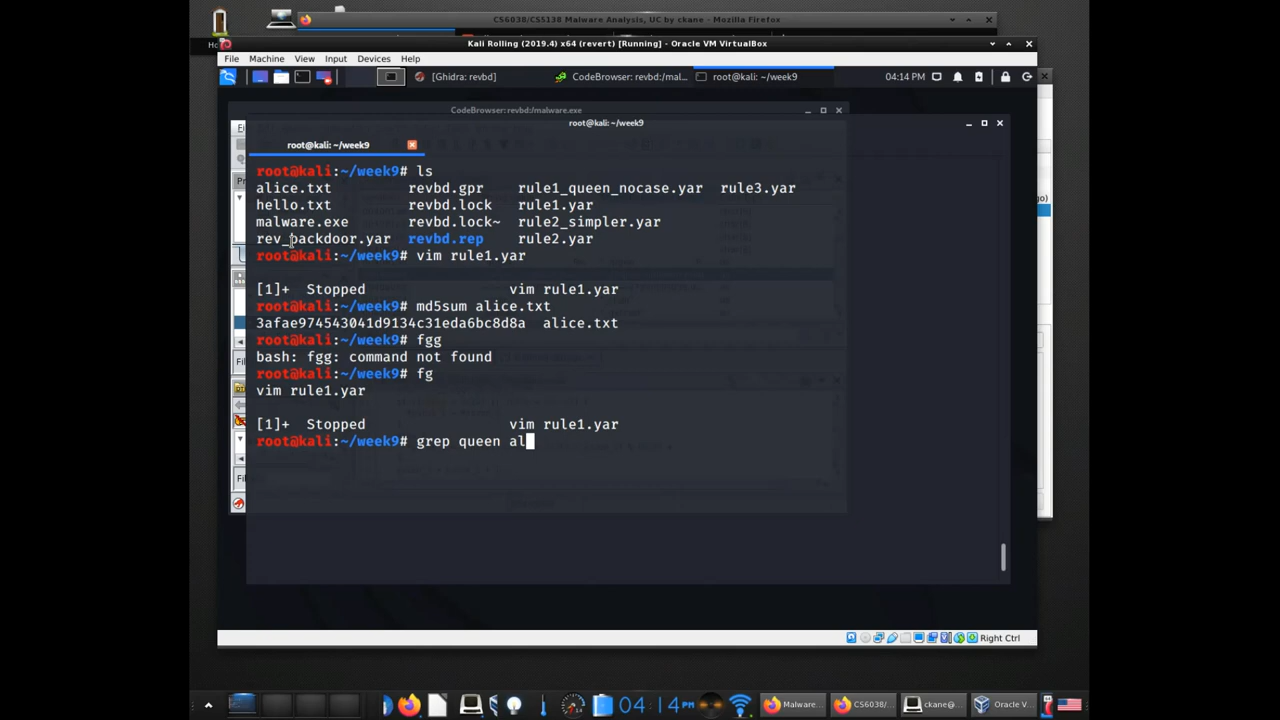 CS6038/CS5138 Malware Analysis, UC by ckane - Mozilla Firefox
Ho
Kali Rolling (2019.4) x64 (revert) [Running] - Oracle VM VirtualBox
File Machine View Input Devices Help
[Ghidra: revbd] CodeBrowser: revbd:/mal... root@kali: ~/week9 04:14 PM
CodeBrowser: revbd:/malware.exe
root@kali: ~/week9
root@kali: ~/week9
root@kali:~/week9# ls
alice.txt revbd.gpr rule1_queen_nocase.yar rule3.yar
hello.txt revbd.lock rule1.yar
malware.exe revbd.lock~ rule2_simpler.yar
rev_backdoor.yar revbd.rep rule2.yar
root@kali:~/week9# vim rule1.yar
[1]+ Stopped vim rule1.yar
root@kali:~/week9# md5sum alice.txt
3afae974543041d9134c31eda6bc8d8a alice.txt
root@kali:~/week9# fgg
bash: fgg: command not found
root@kali:~/week9# fg
vim rule1.yar
[1]+ Stopped vim rule1.yar
root@kali:~/week9# grep queen al
Right Ctrl
04:14PM Malware... CS6038/... ckane@... Oracle V...